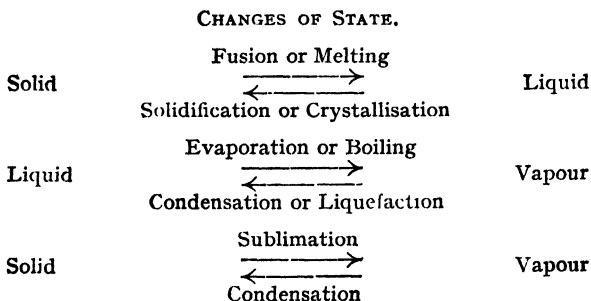 CHANGES OF STATE.
Fusion or Melting
Solid Liquid
Solidification or Crystallisation
Evaporation or Boiling
Liquid Vapour
Condensation or Liquefaction
Sublimation
Solid Vapour
Condensation